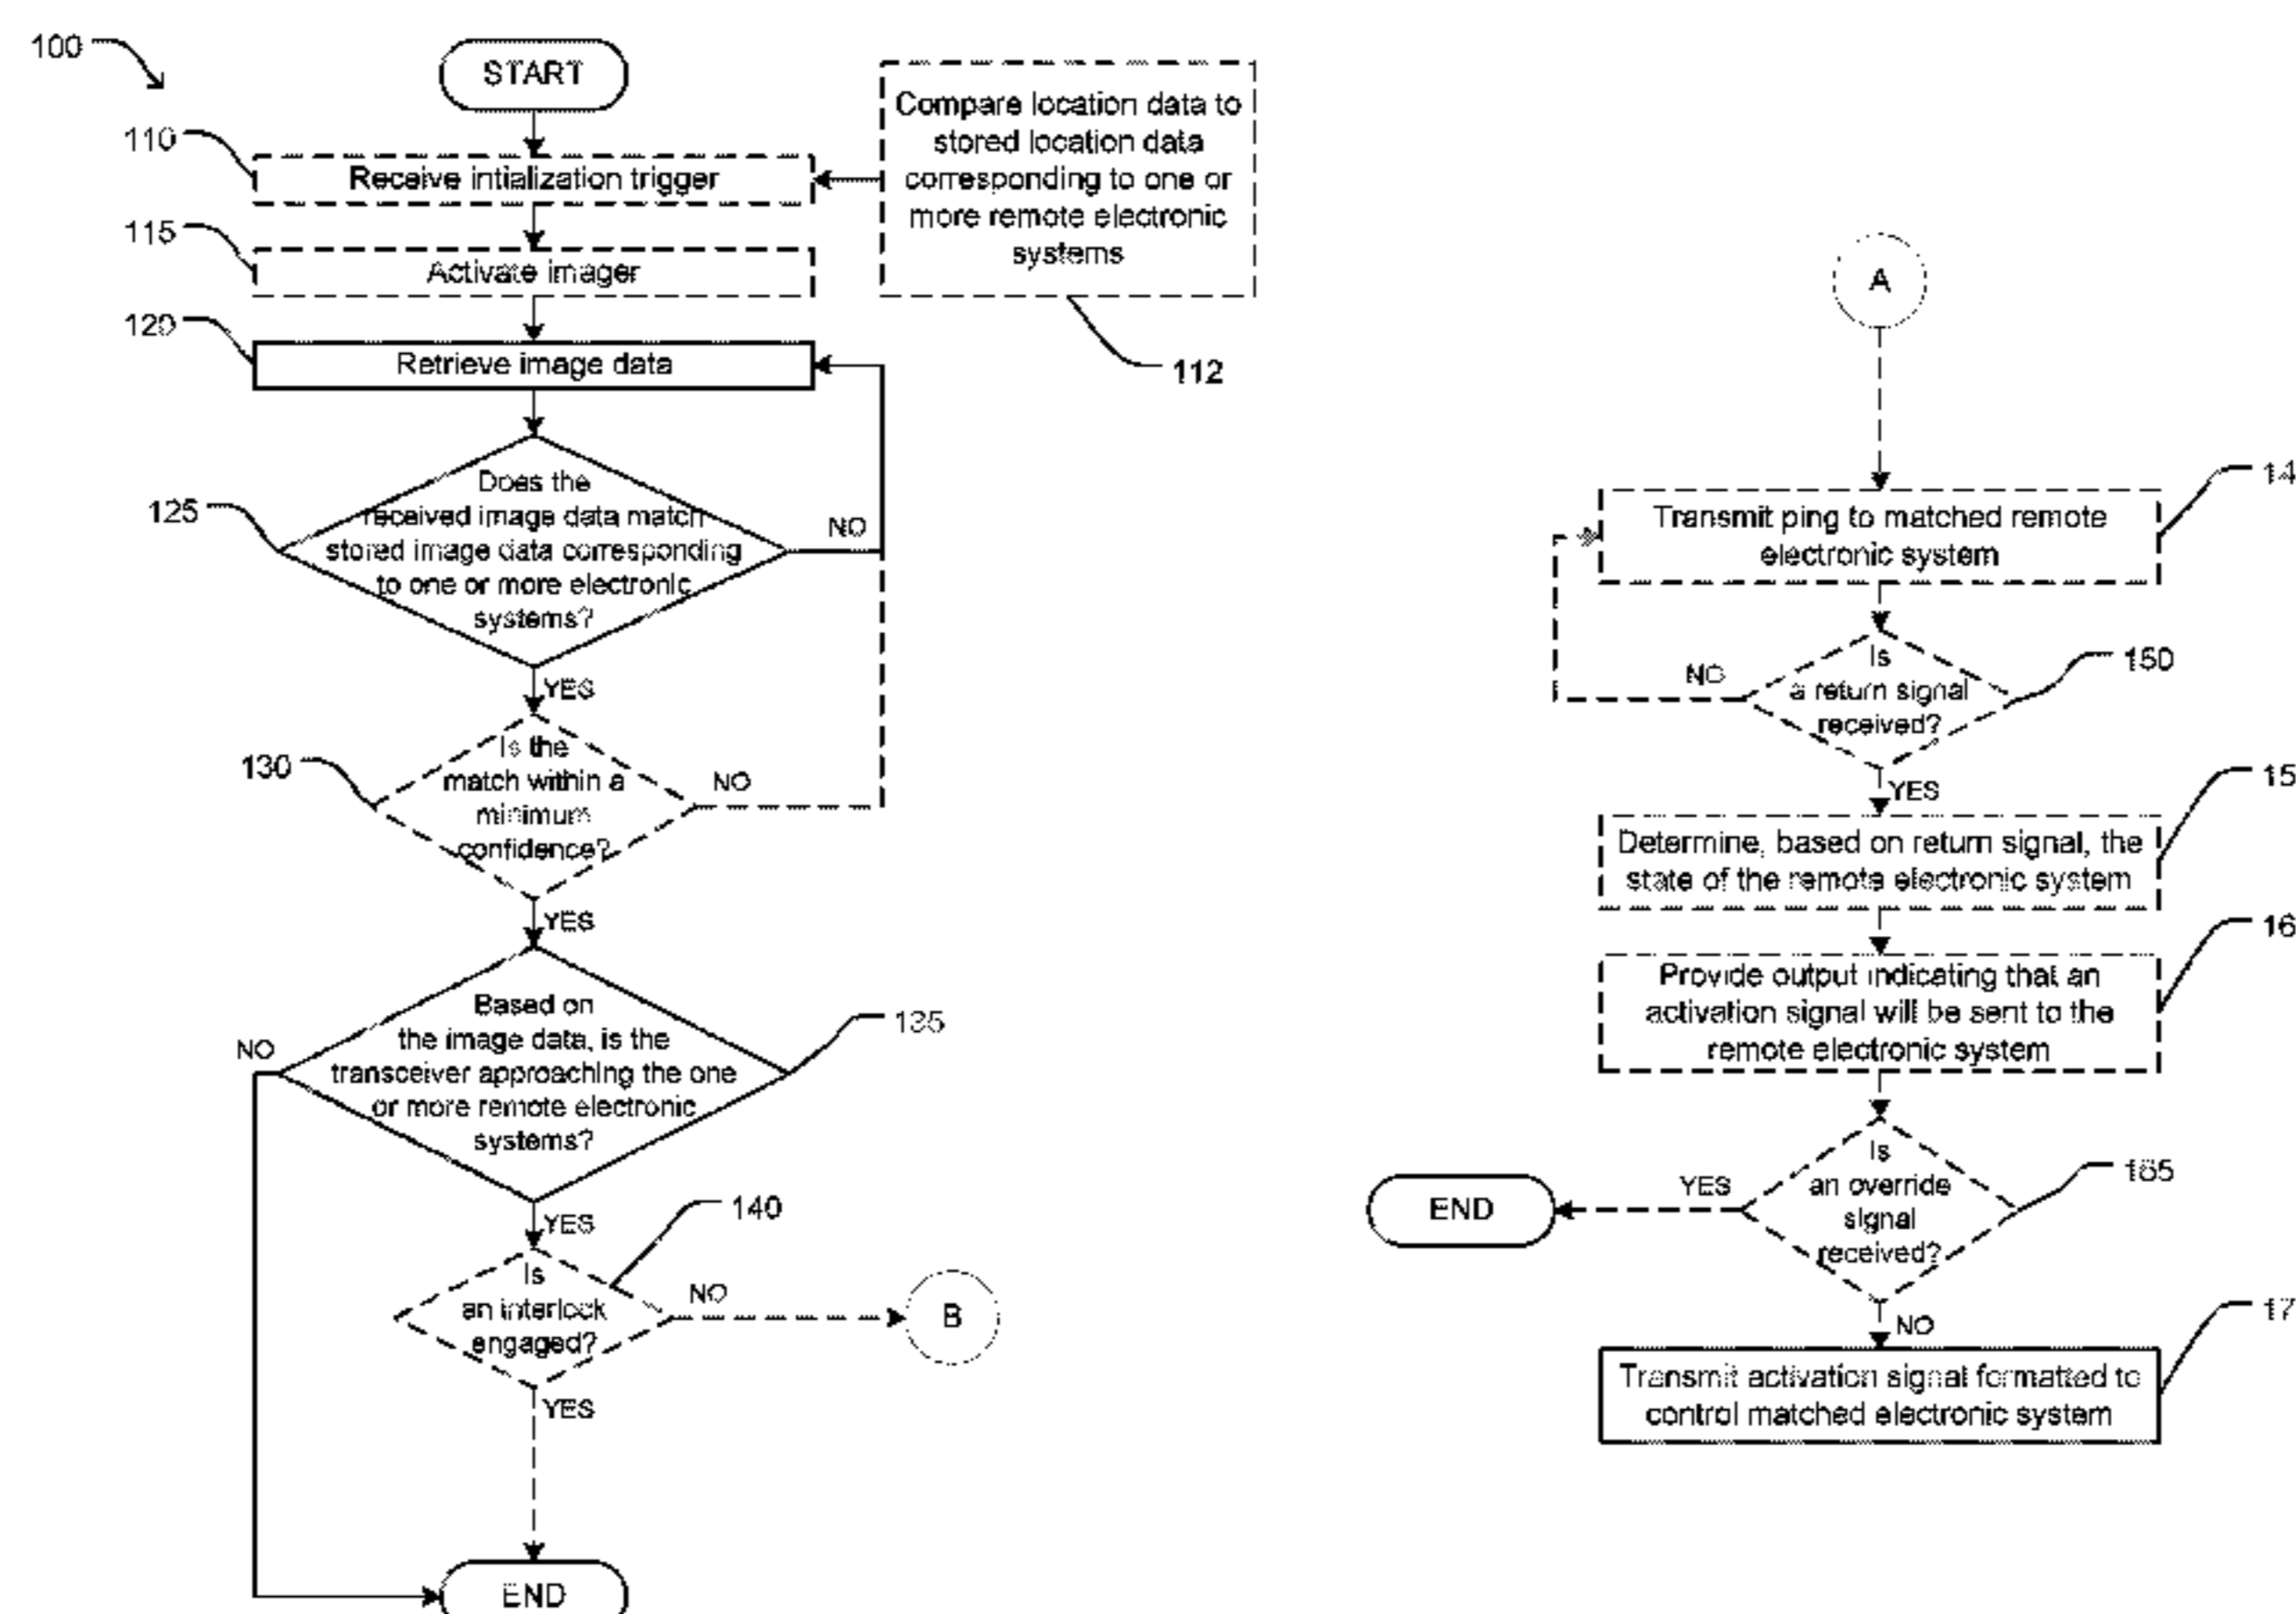 100
START
110
Receive intialization trigger
Compare location data to
stored location data
corresponding to one or
more remote electronic
systems
112
115
Activate imager
120
Retrieve image data
125
Does the
received image data match
stored image data corresponding
to one or more electronic
systems?
NO
YES
130
Is the
match within a
minimum
confidence?
NO
YES
Based on
the image data, is the
transceiver approaching the one
or more remote electronic
systems?
135
NO
YES
140
Is
an interlock
engaged?
NO
B
YES
END
A
14
Transmit ping to matched remote
electronic system
Is
a return signal
received?
150
NO
YES
15
Determine, based on return signal, the
state of the remote electronic system
16
Provide output indicating that an
activation signal will be sent to the
remote electronic system
Is
an override
signal
received?
165
YES
END
NO
17
Transmit activation signal formatted to
control matched electronic system